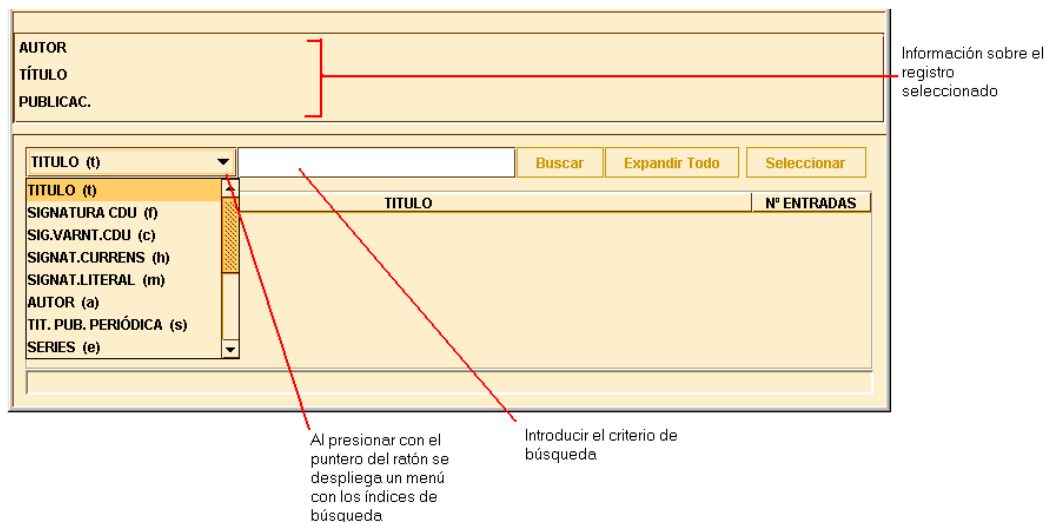 AUTOR
TÍTULO
PUBLICAC.
Información sobre el
registro
seleccionado
TITULO (t)
Buscar
Expandir Todo
Seleccionar
TITULO (t)
SIGNATURA CDU (f)
SIG.VARNT.CDU (c)
SIGNAT.CURRENS (h)
SIGNAT.LITERAL (m)
AUTOR (a)
TIT. PUB. PERIÓDICA (s)
SERIES (e)
TITULO
Nº ENTRADAS
Al presionar con el
puntero del ratón se
despliega un menú
con los índices de
búsqueda
Introducir el criterio de
búsqueda